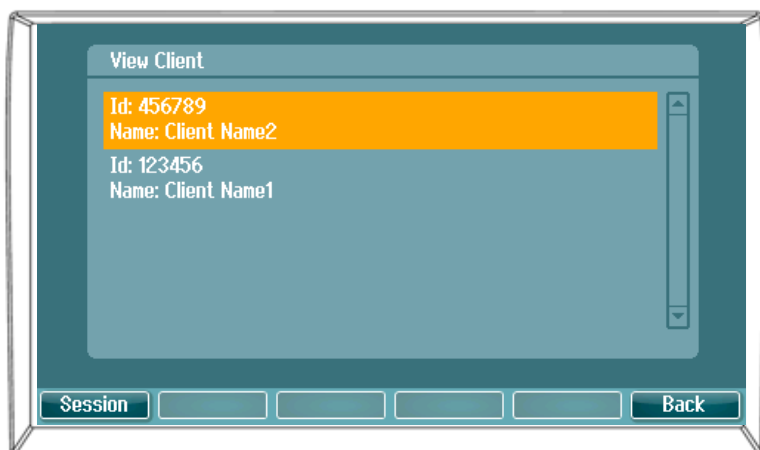 View Client
Id: 456789
Name: Client Name2
Id: 123456
Name: Client Name1
Session
Back